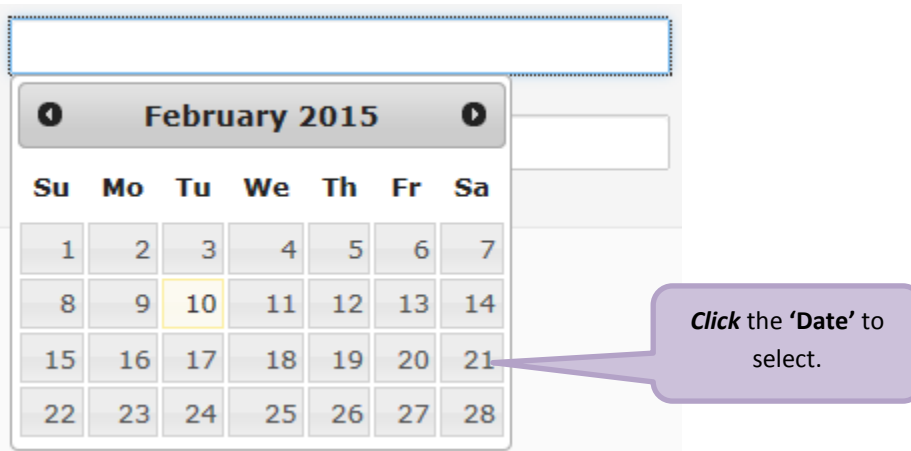 February 2015
Su Mo Tu We Th Fr Sa
1 2 3 4 5 6 7
8 9 10 11 12 13 14
15 16 17 18 19 20 21
22 23 24 25 26 27 28
Click the ‘Date’ to
select.